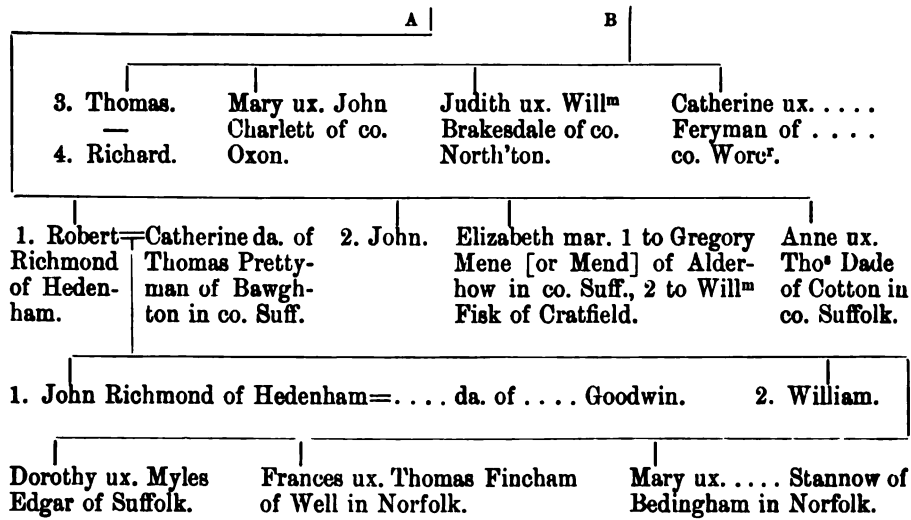 A B
3. Thomas. Mary ux. John Judith ux. Willᵐ Catherine ux. . . . .
— Charlett of co. Brakesdale of co. Feryman of . . . .
4. Richard. Oxon. North'ton. co. Worcʳ.
1. Robert=Catherine da. of 2. John. Elizabeth mar. 1 to Gregory Anne ux.
Richmond Thomas Pretty- Mene [or Mend] of Alder- Thoˢ Dade
of Heden- man of Bawgh- how in co. Suff., 2 to Willᵐ of Cotton in
ham. ton in co. Suff. Fisk of Cratfield. co. Suffolk.
1. John Richmond of Hedenham=. . . . da. of . . . . Goodwin. 2. William.
Dorothy ux. Myles Frances ux. Thomas Fincham Mary ux. . . . . Stannow of
Edgar of Suffolk. of Well in Norfolk. Bedingham in Norfolk.